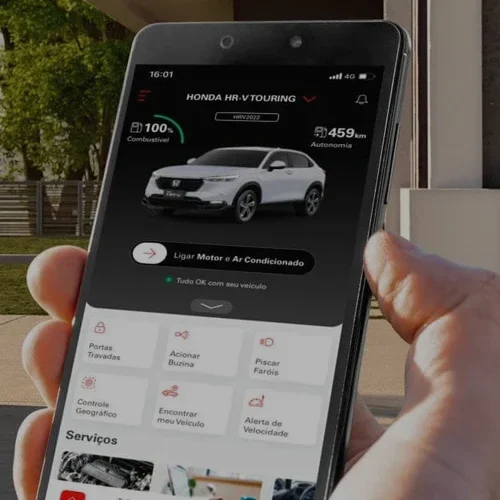 16:01
4G
HONDA HR-V TOURING
HRV2022
100%
Combustível
459km
Autonomia
Ligar Motor e Ar Condicionado
Tudo OK com seu veículo
Portas
Travadas
Acionar
Buzina
Piscar
Faróis
Controle
Geográfico
Encontrar
meu Veículo
Alerta de
Velocidade
Serviços